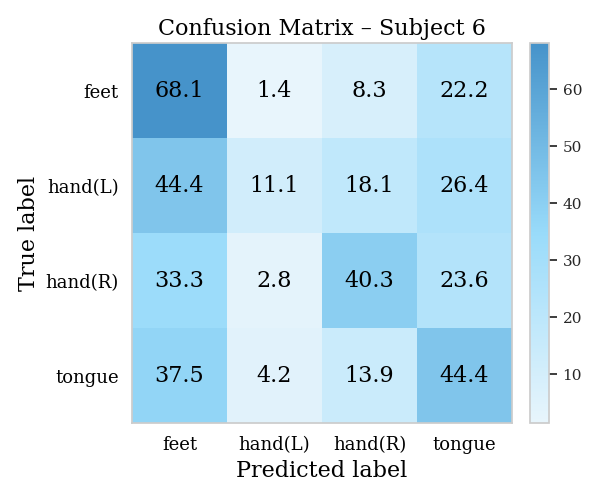 Confusion Matrix – Subject 6
True label
feet 68.1 1.4 8.3 22.2
hand(L) 44.4 11.1 18.1 26.4
hand(R) 33.3 2.8 40.3 23.6
tongue 37.5 4.2 13.9 44.4
feet hand(L) hand(R) tongue
Predicted label
60
50
40
30
20
10